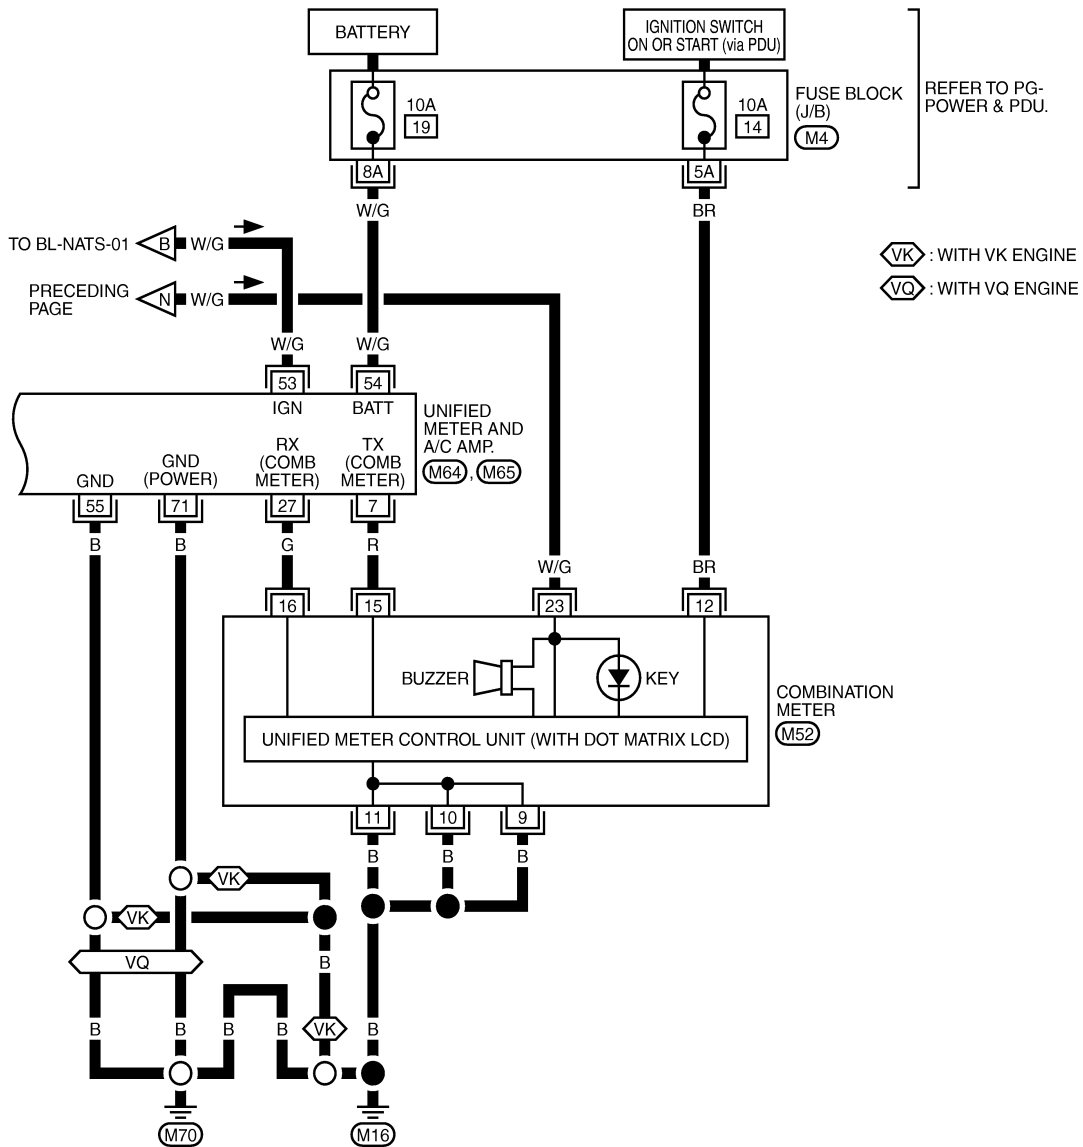 BATTERY
IGNITION SWITCH
ON OR START (via PDU)
10A
19
10A
14
FUSE BLOCK
(J/B)
M4
REFER TO PG-
POWER & PDU.
8A
5A
W/G
BR
TO BL-NATS-01
B
W/G
PRECEDING
PAGE
N
W/G
VK : WITH VK ENGINE
VQ : WITH VQ ENGINE
W/G
W/G
53
54
IGN
BATT
UNIFIED
METER AND
A/C AMP.
M64 , M65
GND
GND
(POWER)
RX
(COMB
METER)
TX
(COMB
METER)
55
71
27
7
B
B
G
R
W/G
BR
16
15
23
12
BUZZER
KEY
COMBINATION
METER
M52
UNIFIED METER CONTROL UNIT (WITH DOT MATRIX LCD)
11
10
9
B
B
B
VK
VK
VQ
B
B
B
B
B
VK
B
M70
M16